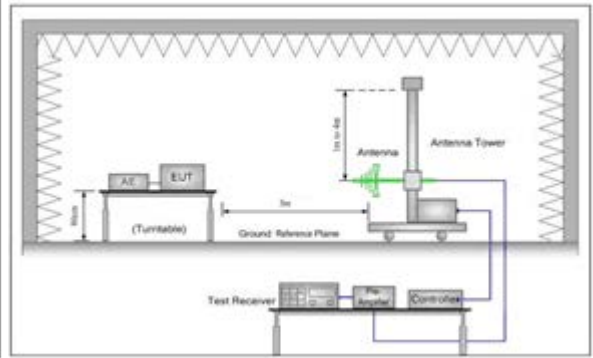 1m to 4m
Antenna Tower
Antenna
AE
EUT
80cm
(Turntable)
3m
Ground Reference Plane
Test Receiver
Pre-
Amplifier
Controller